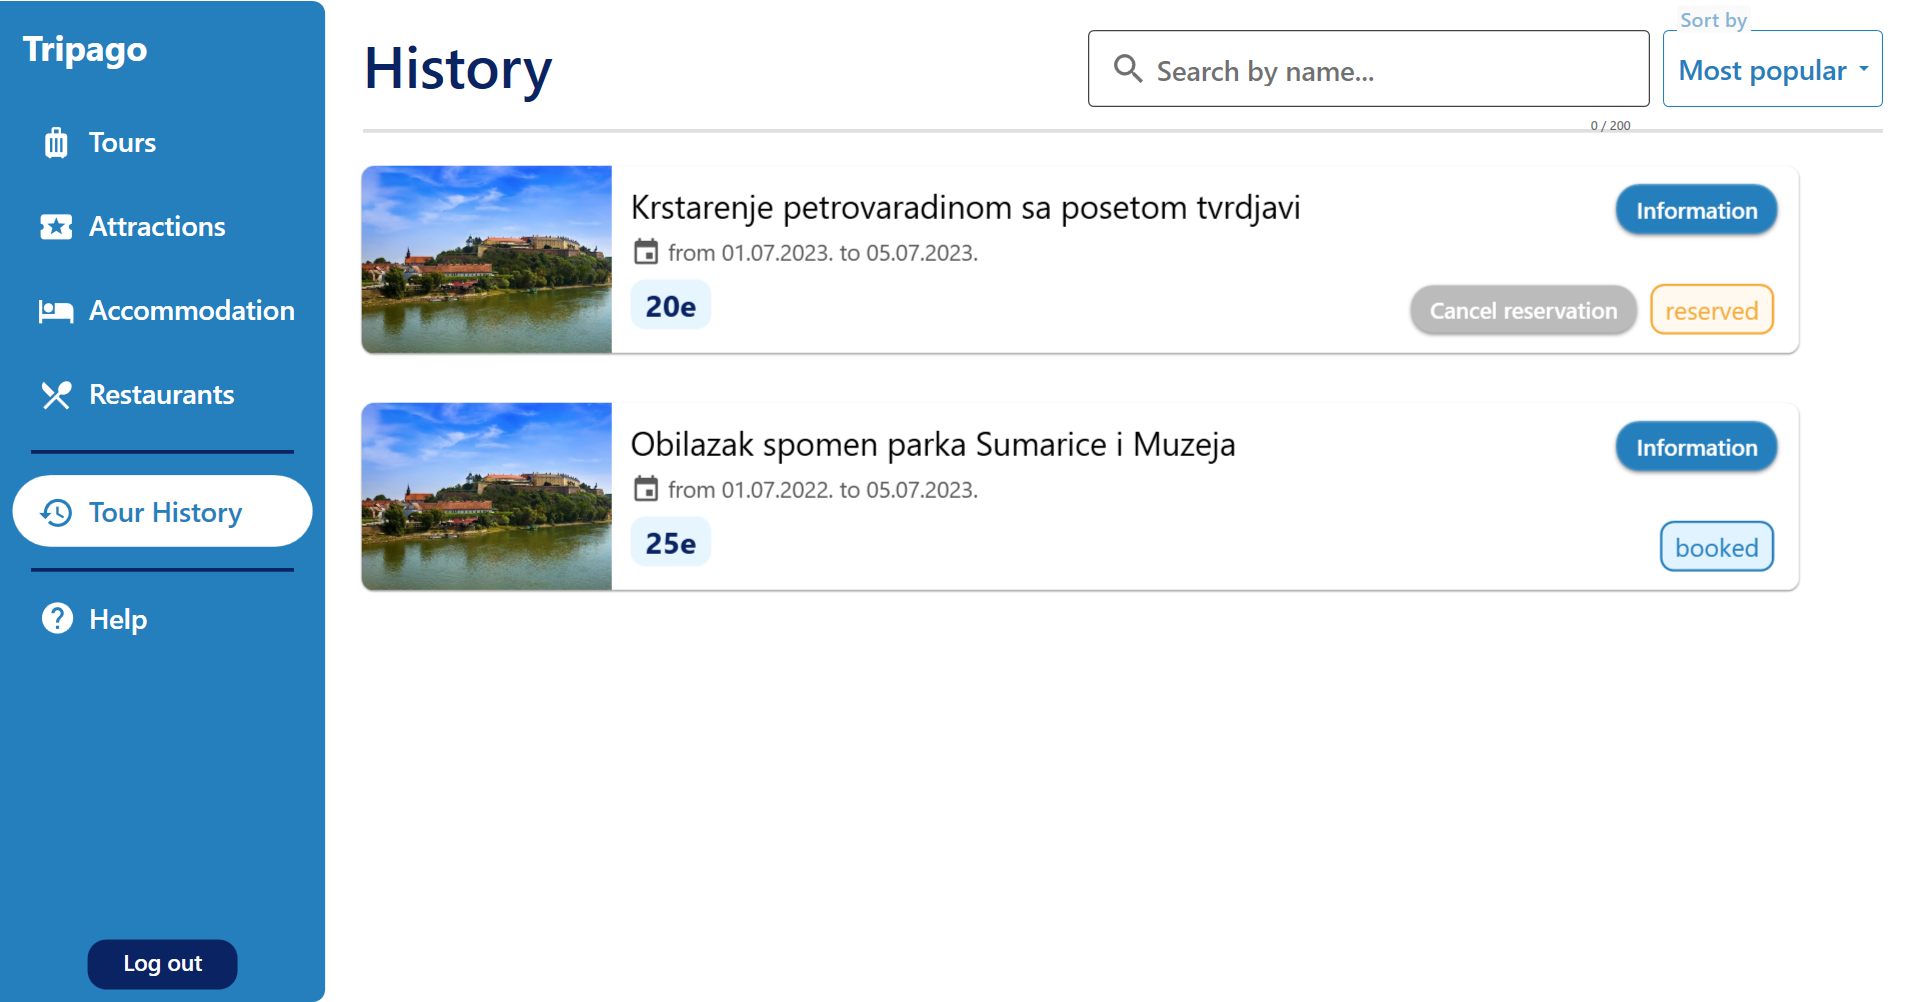 Tripago
Tours
Attractions
Accommodation
Restaurants
Tour History
Help
Log out
History
Search by name...
0 / 200
Sort by
Most popular
Krstarenje petrovaradinom sa posetom tvrdjavi
Information
from 01.07.2023. to 05.07.2023.
20e
Cancel reservation
reserved
Obilazak spomen parka Sumarice i Muzeja
Information
from 01.07.2022. to 05.07.2023.
25e
booked